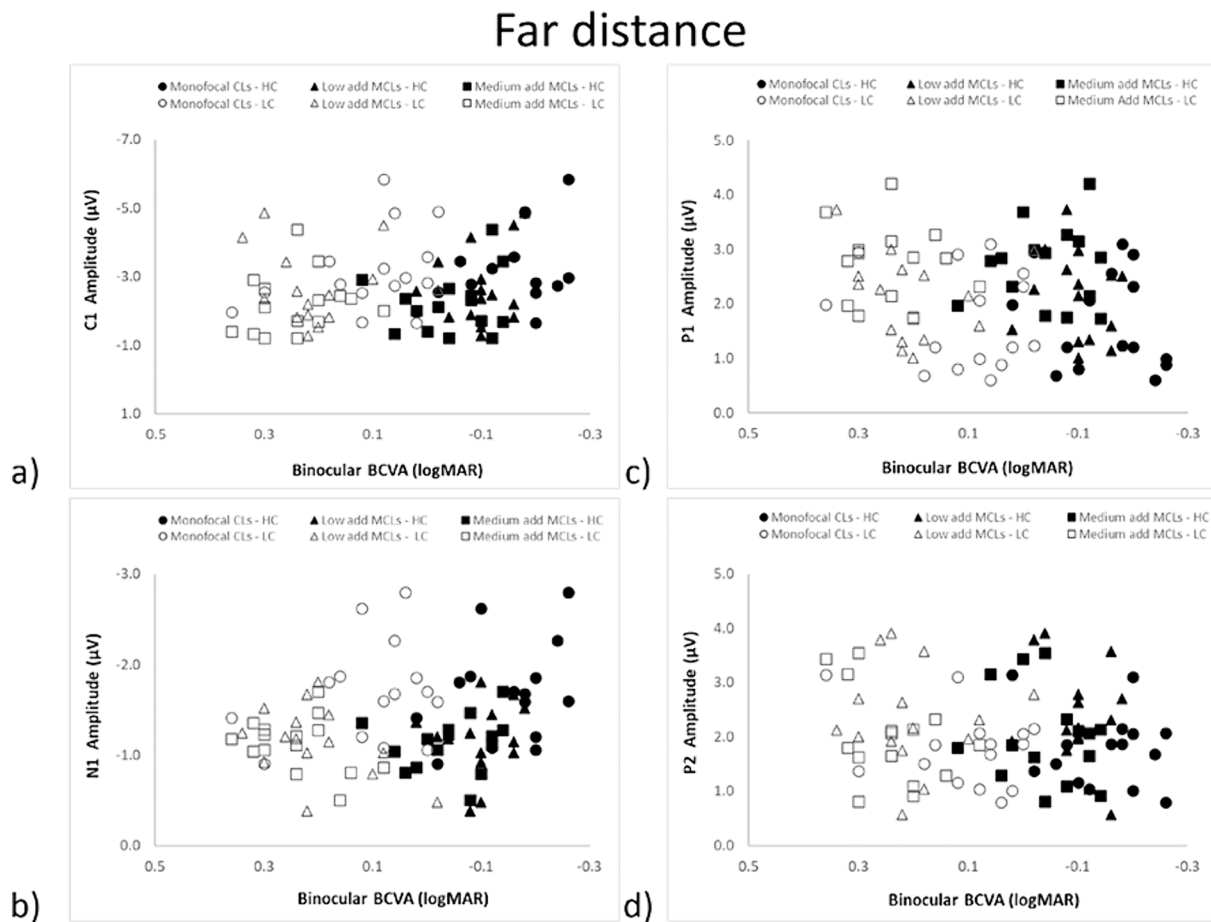 Far distance
Monofocal CLs - HC Low add MCLs - HC Medium add MCLs - HC
Monofocal CLs - LC Low add MCLs - LC Medium add MCLs - LC
-7.0
-5.0
-3.0
-1.0
1.0
C1 Amplitude (µV)
0.5 0.3 0.1 -0.1 -0.3
Binocular BCVA (logMAR)
a)
Monofocal CLs - HC Low add MCLs - HC Medium add MCLs - HC
Monofocal CLs - LC Low add MCLs - LC Medium Add MCLs - LC
5.0
4.0
3.0
2.0
1.0
0.0
P1 Amplitude (µV)
0.5 0.3 0.1 -0.1 -0.3
Binocular BCVA (logMAR)
c)
Monofocal CLs - HC Low add MCLs - HC Medium add MCLs - HC
Monofocal CLs - LC Low add MCLs - LC Medium add MCLs - LC
-3.0
-2.0
-1.0
0.0
N1 Amplitude (µV)
0.5 0.3 0.1 -0.1 -0.3
Binocular BCVA (logMAR)
b)
Monofocal CLs - HC Low add MCLs - HC Medium add MCLs - HC
Monofocal CLs - LC Low add MCLs - LC Medium add MCLs - LC
5.0
4.0
3.0
2.0
1.0
0.0
P2 Amplitude (µV)
0.5 0.3 0.1 -0.1 -0.3
Binocular BCVA (logMAR)
d)